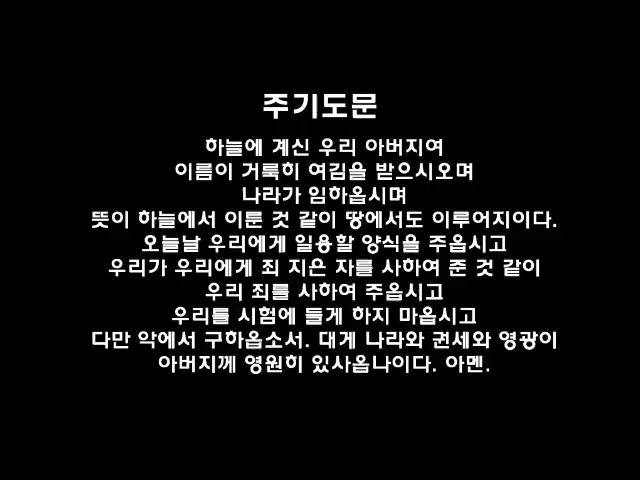 주기도문
하늘에 계신 우리 아버지여
이름이 거룩히 여김을 받으시오며
나라가 임하옵시며
뜻이 하늘에서 이룬 것 같이 땅에서도 이루어지이다.
오늘날 우리에게 일용할 양식을 주옵시고
우리가 우리에게 죄 지은 자를 사하여 준 것 같이
우리 죄를 사하여 주옵시고
우리를 시험에 들게 하지 마옵시고
다만 악에서 구하옵소서. 대게 나라와 권세와 영광이
아버지께 영원히 있사옵나이다. 아멘.